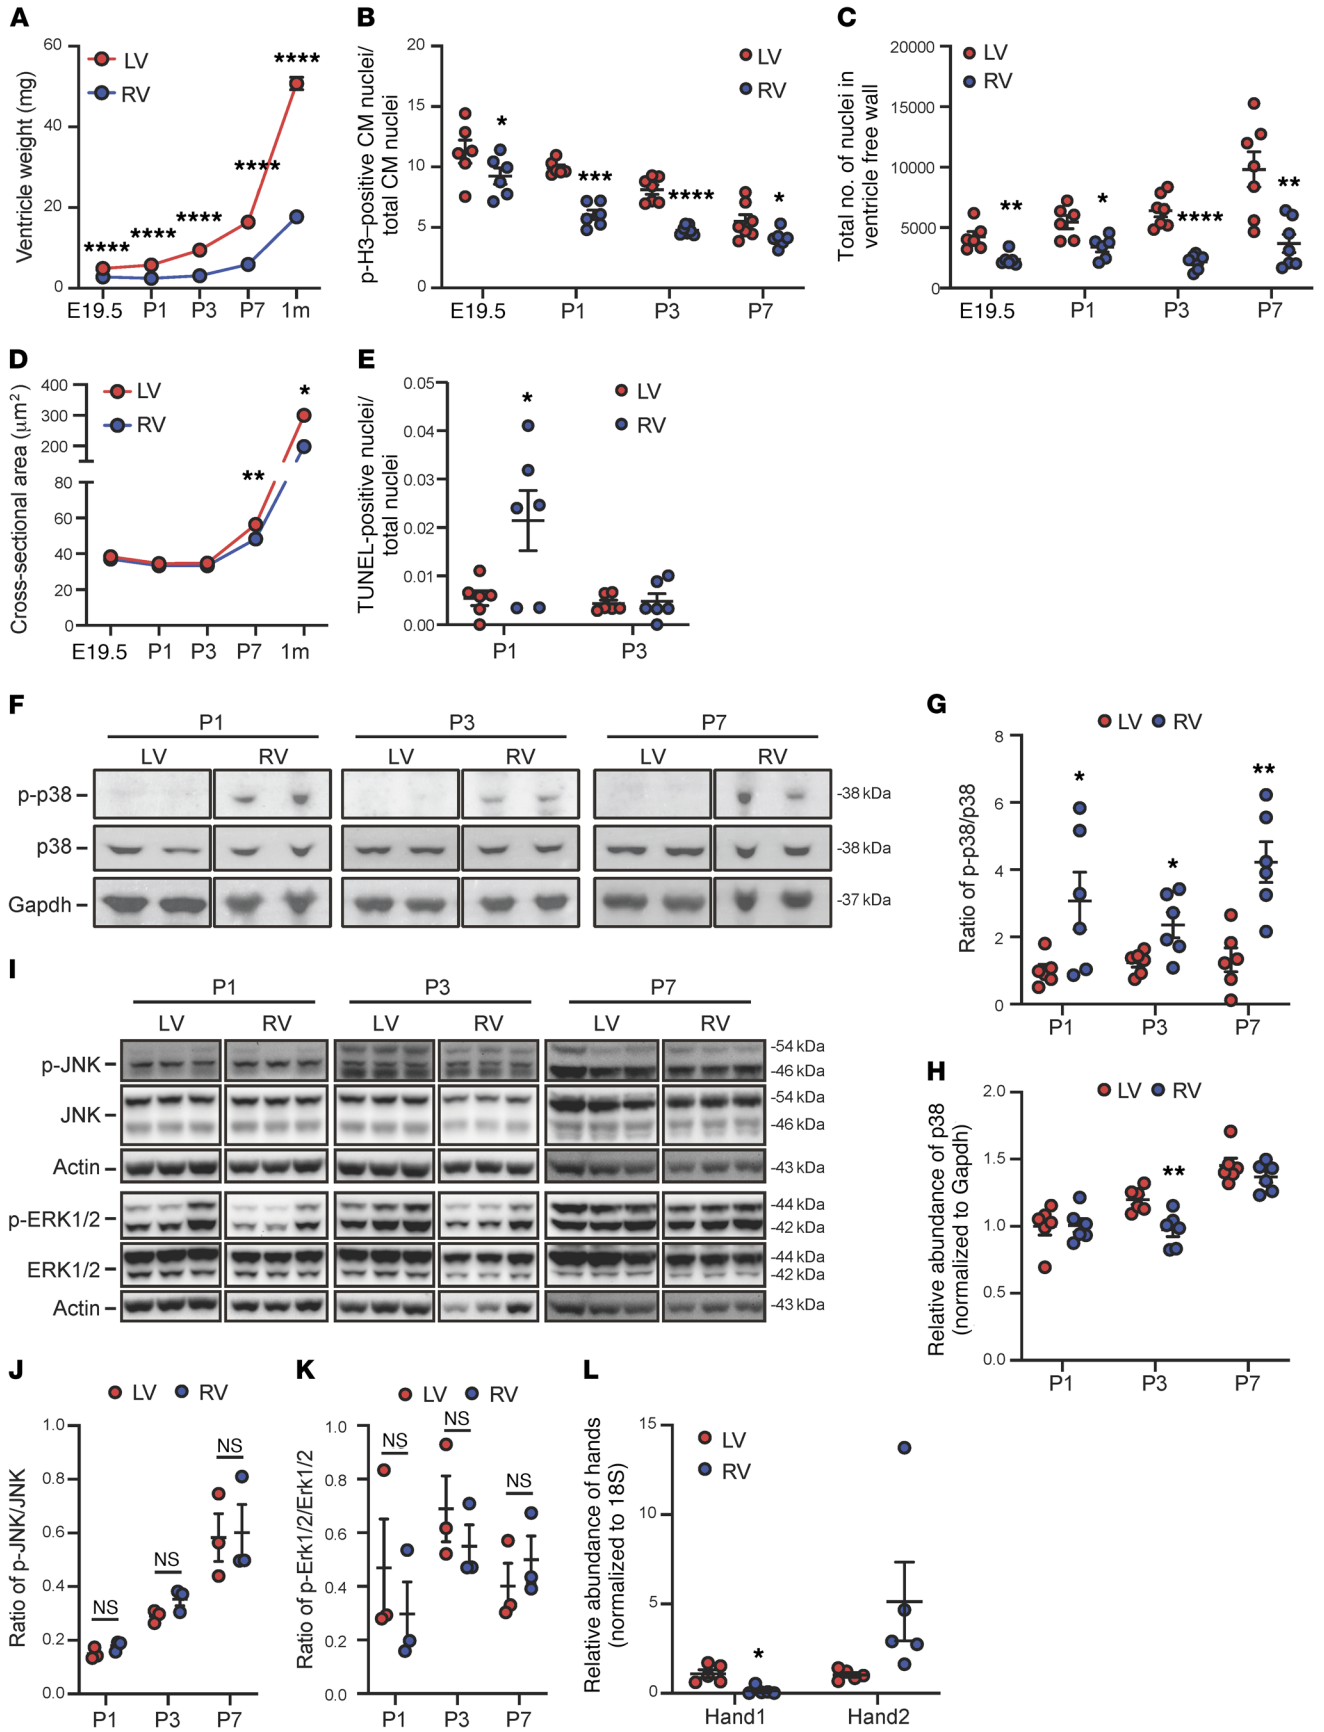 A
Ventricle weight (mg)
60
40
20
0
LV
RV
****
****
****
****
****
E19.5 P1 P3 P7 1m
B
p-H3–positive CM nuclei/
total CM nuclei
20
15
10
5
0
LV
RV
*
***
****
*
E19.5 P1 P3 P7
C
Total no. of nuclei in
ventricle free wall
20000
15000
10000
5000
0
LV
RV
**
*
****
**
E19.5 P1 P3 P7
D
Cross-sectional area (μm²)
400
300
200
80
60
40
20
0
LV
RV
**
*
E19.5 P1 P3 P7 1m
E
TUNEL-positive nuclei/
total nuclei
0.05
0.04
0.03
0.02
0.01
0.00
LV
RV
*
P1 P3
F
P1 P3 P7
LV RV LV RV LV RV
p-p38 -38 kDa
p38 -38 kDa
Gapdh -37 kDa
G
LV RV
Ratio of p-p38/p38
8
6
4
2
0
*
*
**
P1 P3 P7
H
LV RV
Relative abundance of p38
(normalized to Gapdh)
2.0
1.5
1.0
0.5
0.0
**
P1 P3 P7
I
P1 P3 P7
LV RV LV RV LV RV
p-JNK
-54 kDa
-46 kDa
JNK
-54 kDa
-46 kDa
Actin -43 kDa
p-ERK1/2
-44 kDa
-42 kDa
ERK1/2
-44 kDa
-42 kDa
Actin -43 kDa
J
LV RV
Ratio of p-JNK/JNK
1.0
0.8
0.6
0.4
0.2
0.0
NS
NS
NS
P1 P3 P7
K
LV RV
Ratio of p-Erk1/2/Erk1/2
1.0
0.8
0.6
0.4
0.2
0.0
NS
NS
NS
P1 P3 P7
L
Relative abundance of hands
(normalized to 18S)
15
10
5
0
LV
RV
*
Hand1 Hand2